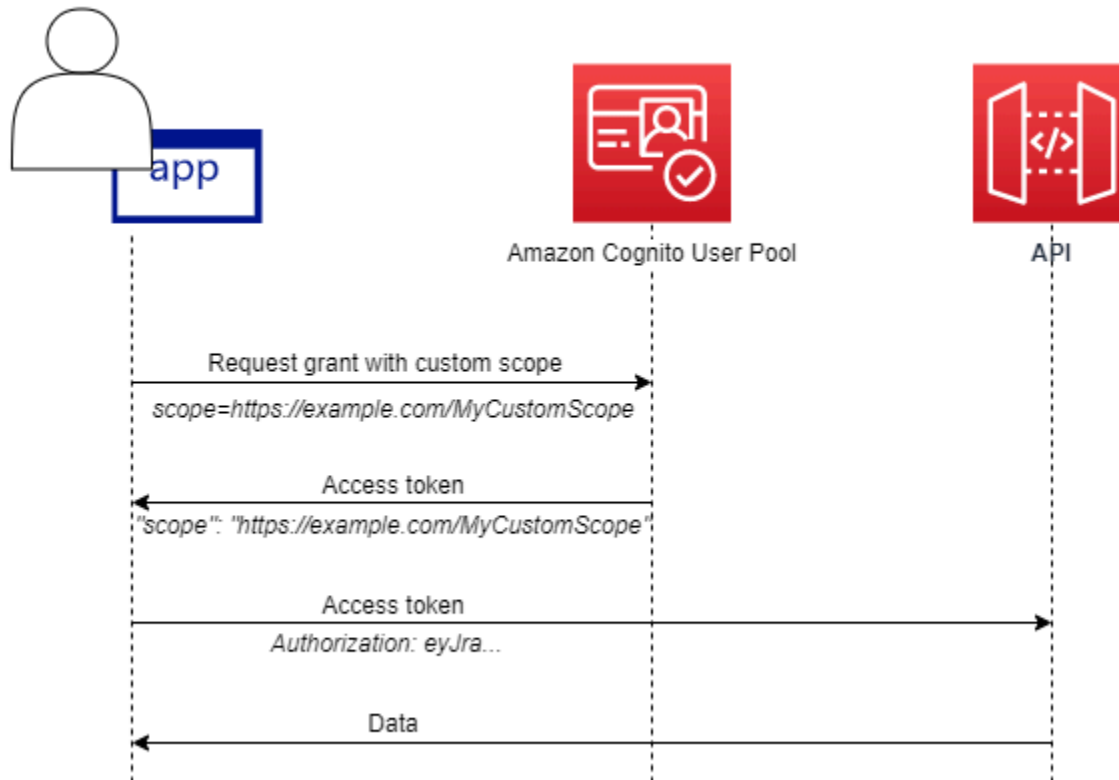 app
</>
Amazon Cognito User Pool
API
Request grant with custom scope
scope=https://example.com/MyCustomScope
Access token
"scope": "https://example.com/MyCustomScope"
Access token
Authorization: eyJra...
Data